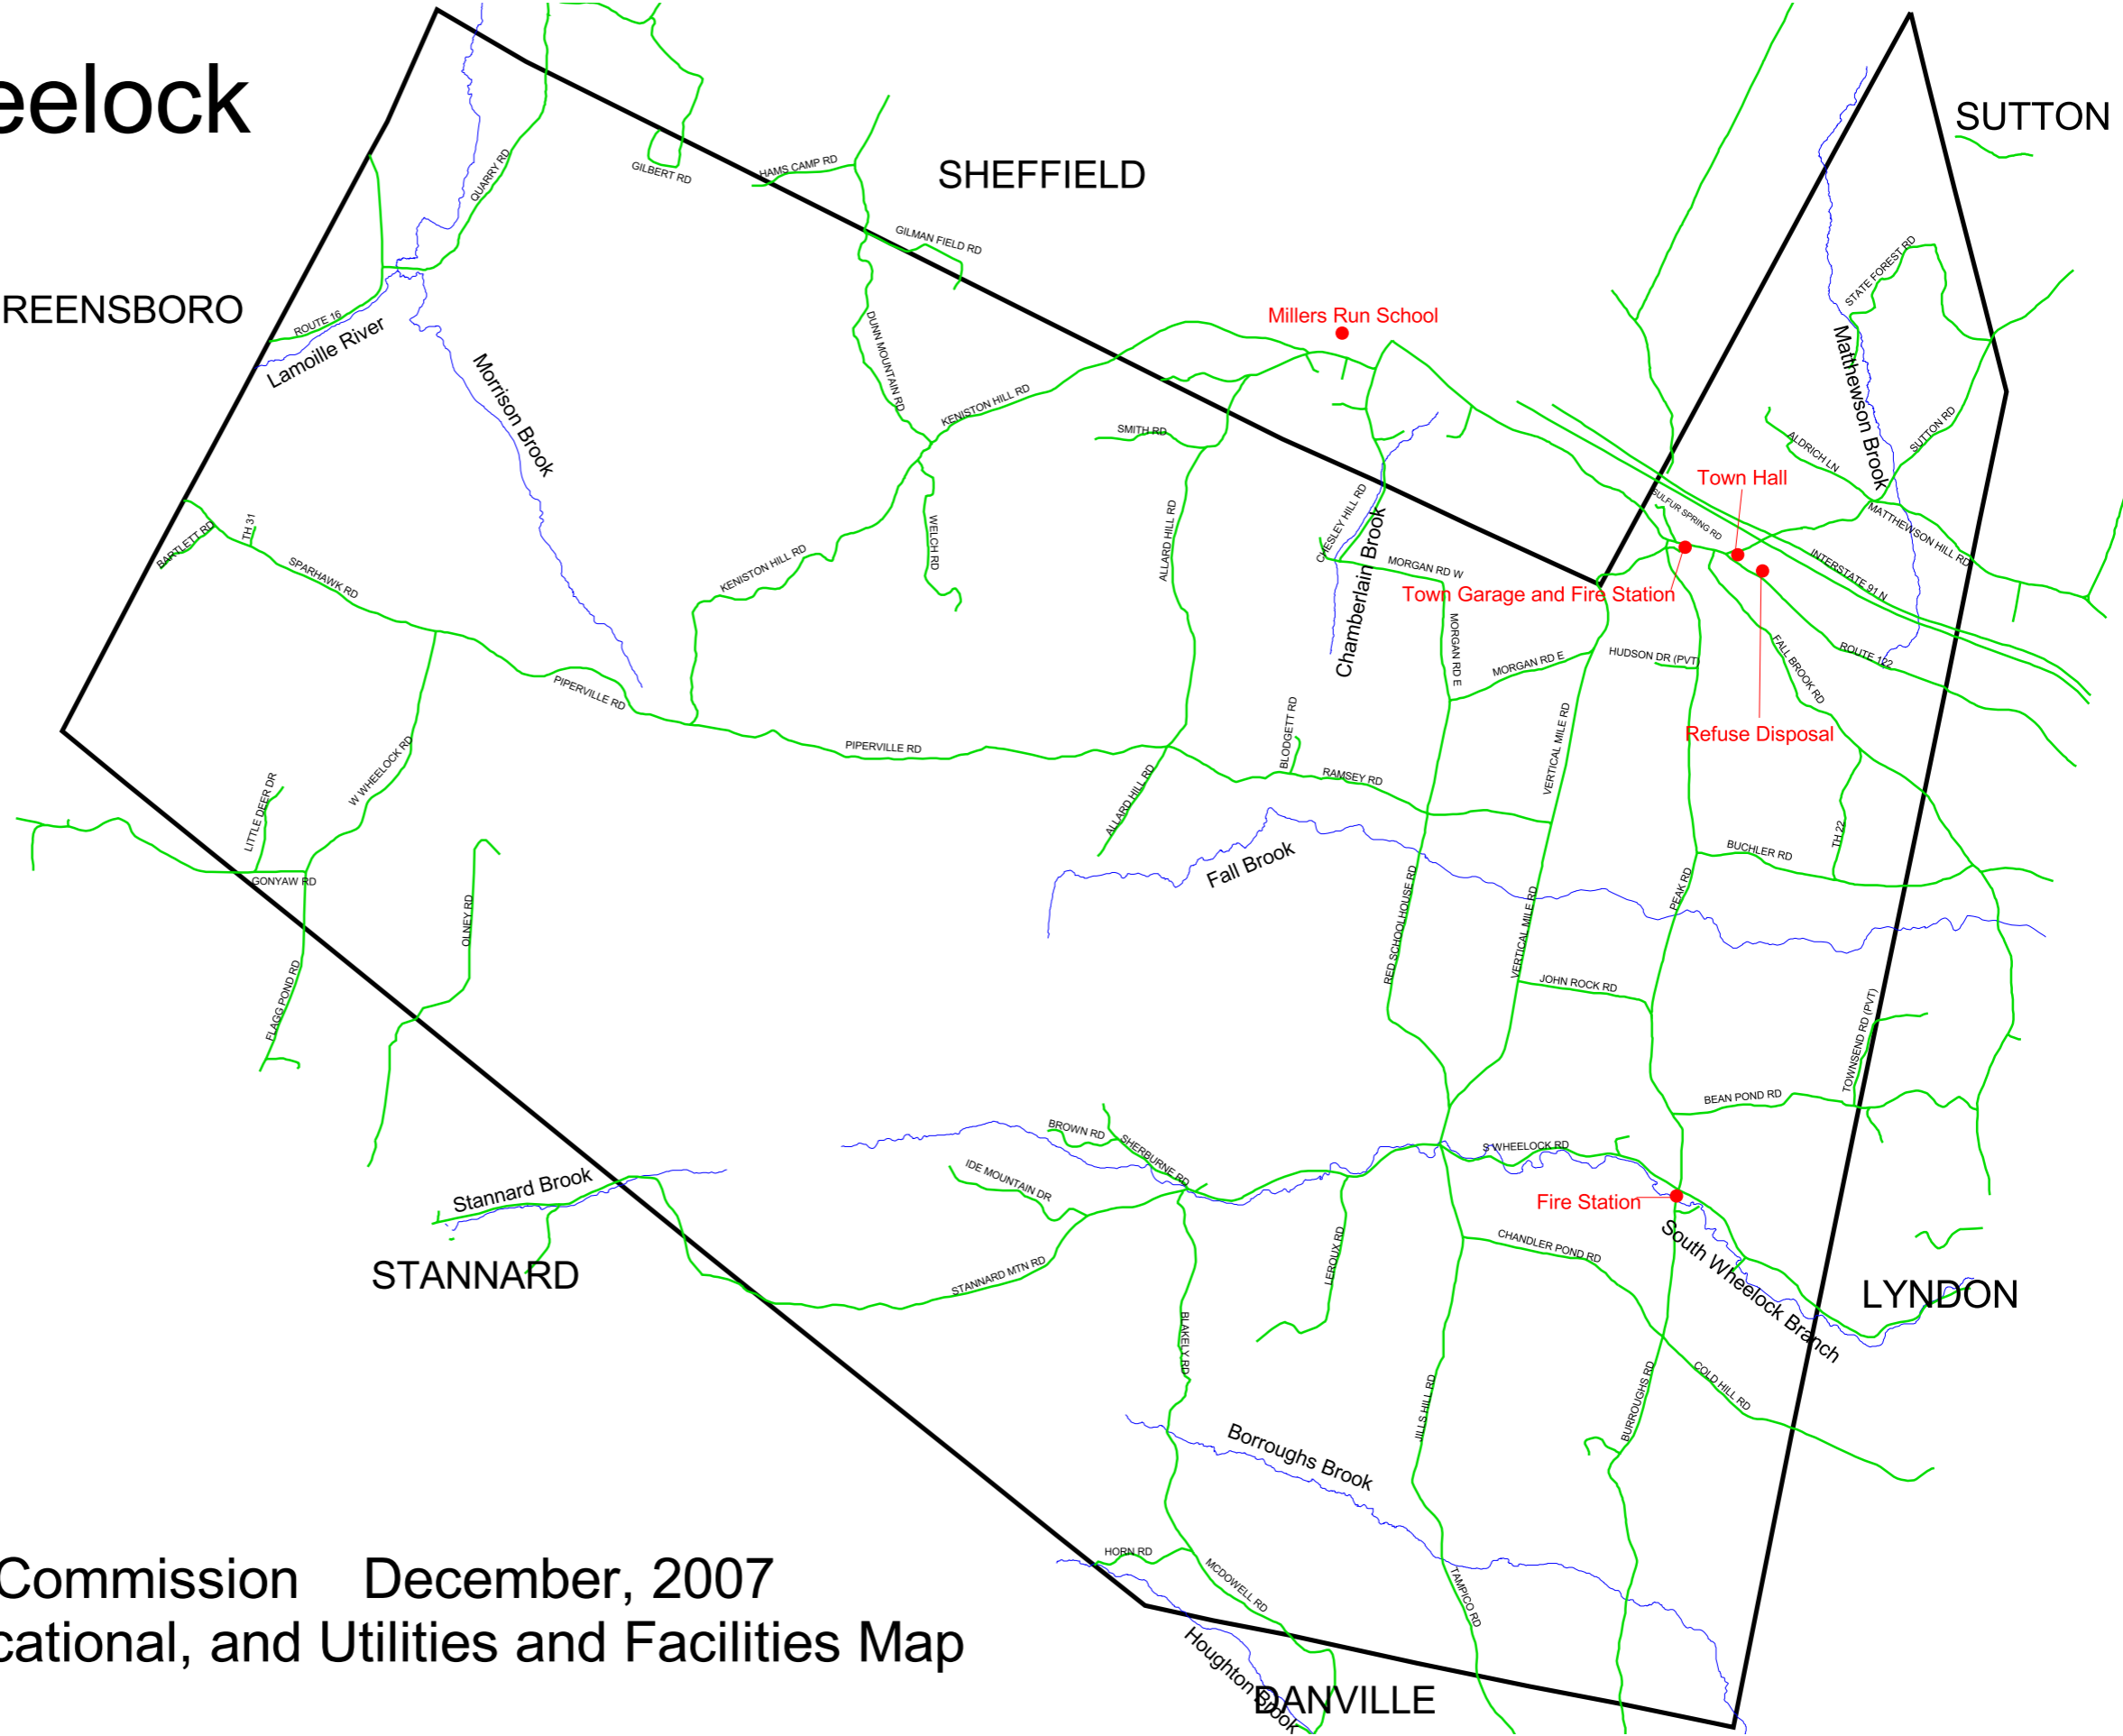 eelock
SUTTON
SHEFFIELD
REENSBORO
QUARRY RD
GILBERT RD
HAMS CAMP RD
GILMAN FIELD RD
STATE FOREST RD
ROUTE 16
Lamoille River
Millers Run School
DUNN MOUNTAIN RD
Morrison Brook
Matthewson Brook
KENISTON HILL RD
SMITH RD
ALDRICH LN
SUTTON RD
Town Hall
SULFUR SPRING RD
MATTHEWSON HILL RD
BARTLETT RD
TH 31
WELCH RD
ALLARD HILL RD
CHESLEY HILL RD
Chamberlain Brook
INTERSTATE 91 N
SPARHAWK RD
KENISTON HILL RD
MORGAN RD W
Town Garage and Fire Station
MORGAN RD E
MORGAN RD E
HUDSON DR (PVT)
FALL BROOK RD
ROUTE 122
PIPERVILLE RD
PIPERVILLE RD
BLODGETT RD
VERTICAL MILE RD
Refuse Disposal
W WHEELOCK RD
LITTLE DEER DR
ALLARD HILL RD
RAMSEY RD
TH 22
BUCHLER RD
GONYAW RD
Fall Brook
OLNEY RD
RED SCHOOLHOUSE RD
VERTICAL MILE RD
PEAK RD
FLAGG POND RD
JOHN ROCK RD
TOWNSEND RD (PVT)
BEAN POND RD
BROWN RD
SHERBURNE RD
S WHEELOCK RD
IDE MOUNTAIN DR
Stannard Brook
Fire Station
South Wheelock Branch
STANNARD
STANNARD MTN RD
LEROUX RD
CHANDLER POND RD
LYNDON
BLAKELY RD
JILLS HILL RD
BURROUGHS RD
COLD HILL RD
Borroughs Brook
HORN RD
MCDOWELL RD
TAMPICO RD
Commission December, 2007
cational, and Utilities and Facilities Map
Houghton Brook
DANVILLE